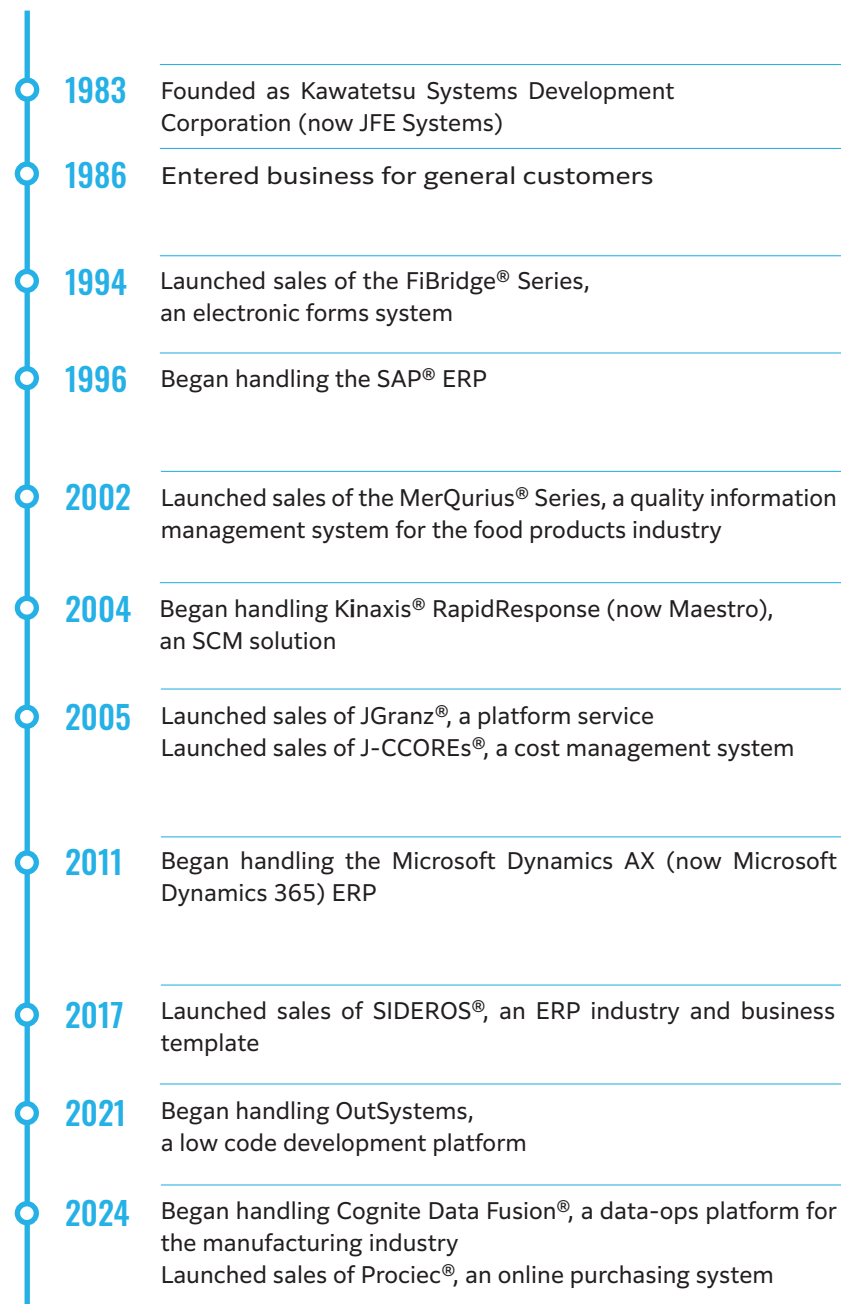 1983
Founded as Kawatetsu Systems Development
Corporation (now JFE Systems)
1986
Entered business for general customers
1994
Launched sales of the FiBridge® Series,
an electronic forms system
1996
Began handling the SAP® ERP
2002
Launched sales of the MerQurius® Series, a quality information
management system for the food products industry
2004
Began handling Kinaxis® RapidResponse (now Maestro),
an SCM solution
2005
Launched sales of JGranz®, a platform service
Launched sales of J-CCOREs®, a cost management system
2011
Began handling the Microsoft Dynamics AX (now Microsoft
Dynamics 365) ERP
2017
Launched sales of SIDEROS®, an ERP industry and business
template
2021
Began handling OutSystems,
a low code development platform
2024
Began handling Cognite Data Fusion®, a data-ops platform for
the manufacturing industry
Launched sales of Prociec®, an online purchasing system